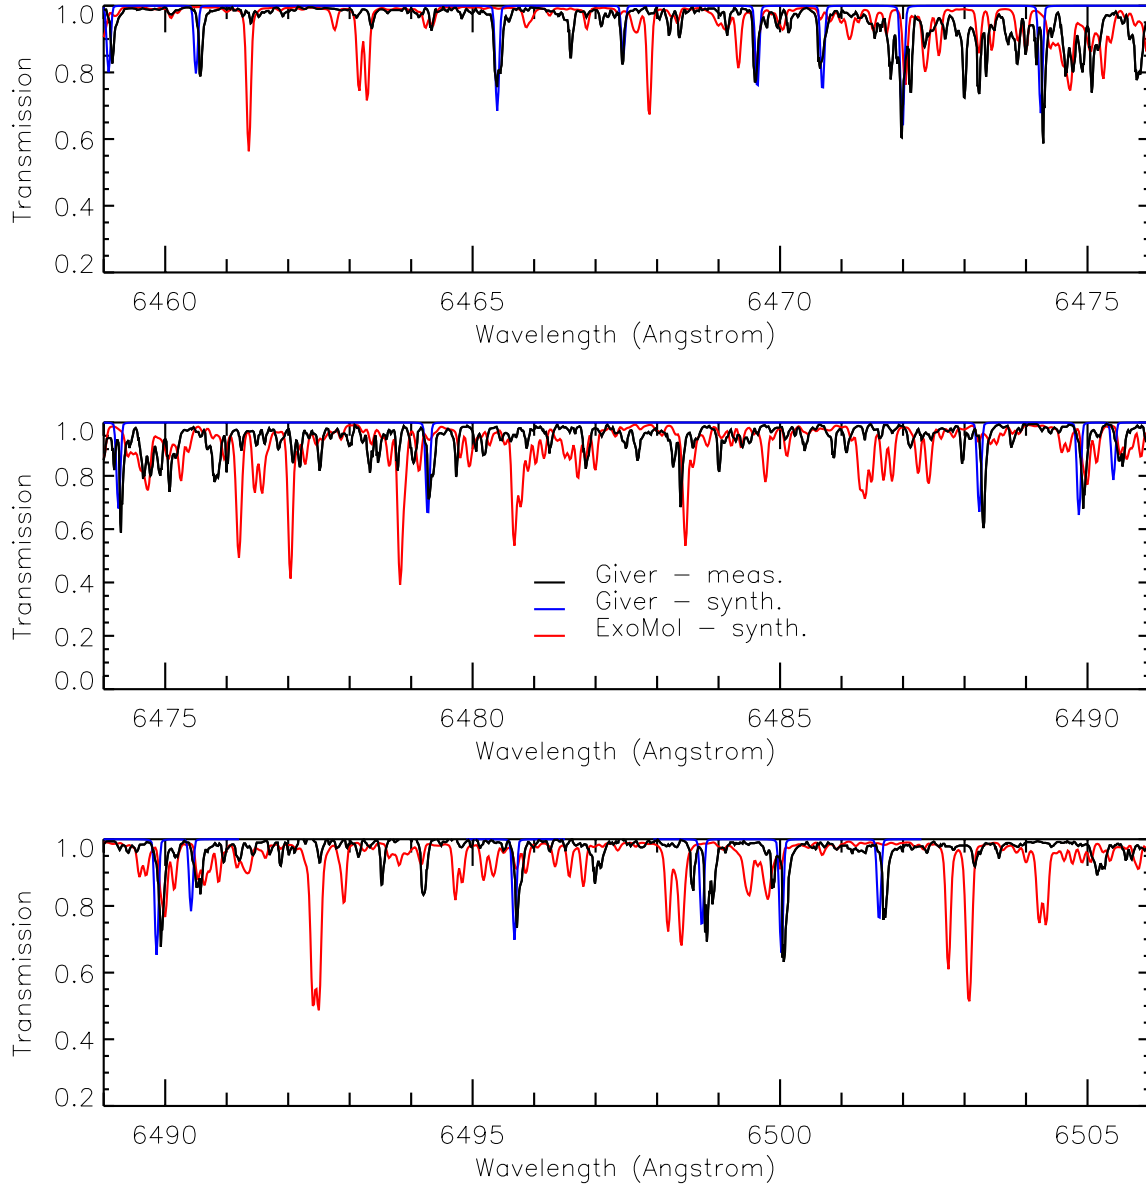 1.0
0.8
0.6
0.4
0.2
Transmission
6460 6465 6470 6475
Wavelength (Angstrom)
1.0
0.8
0.6
0.4
0.2
0.0
Transmission
Giver – meas.
Giver – synth.
ExoMol – synth.
6475 6480 6485 6490
Wavelength (Angstrom)
1.0
0.8
0.6
0.4
0.2
Transmission
6490 6495 6500 6505
Wavelength (Angstrom)